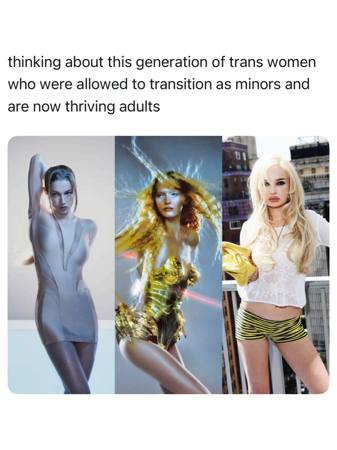 thinking about this generation of trans women
who were allowed to transition as minors and
are now thriving adults